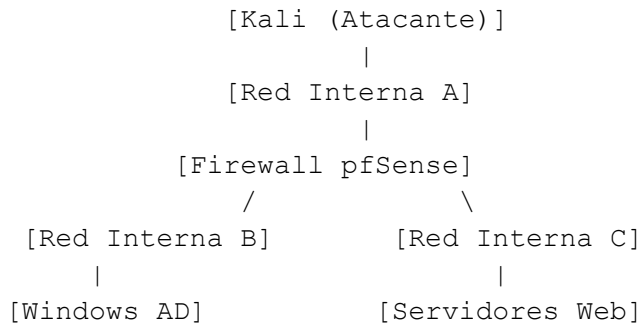 [Kali (Atacante)]
|
[Red Interna A]
|
[Firewall pfSense]
/ \
[Red Interna B] [Red Interna C]
| |
[Windows AD] [Servidores Web]